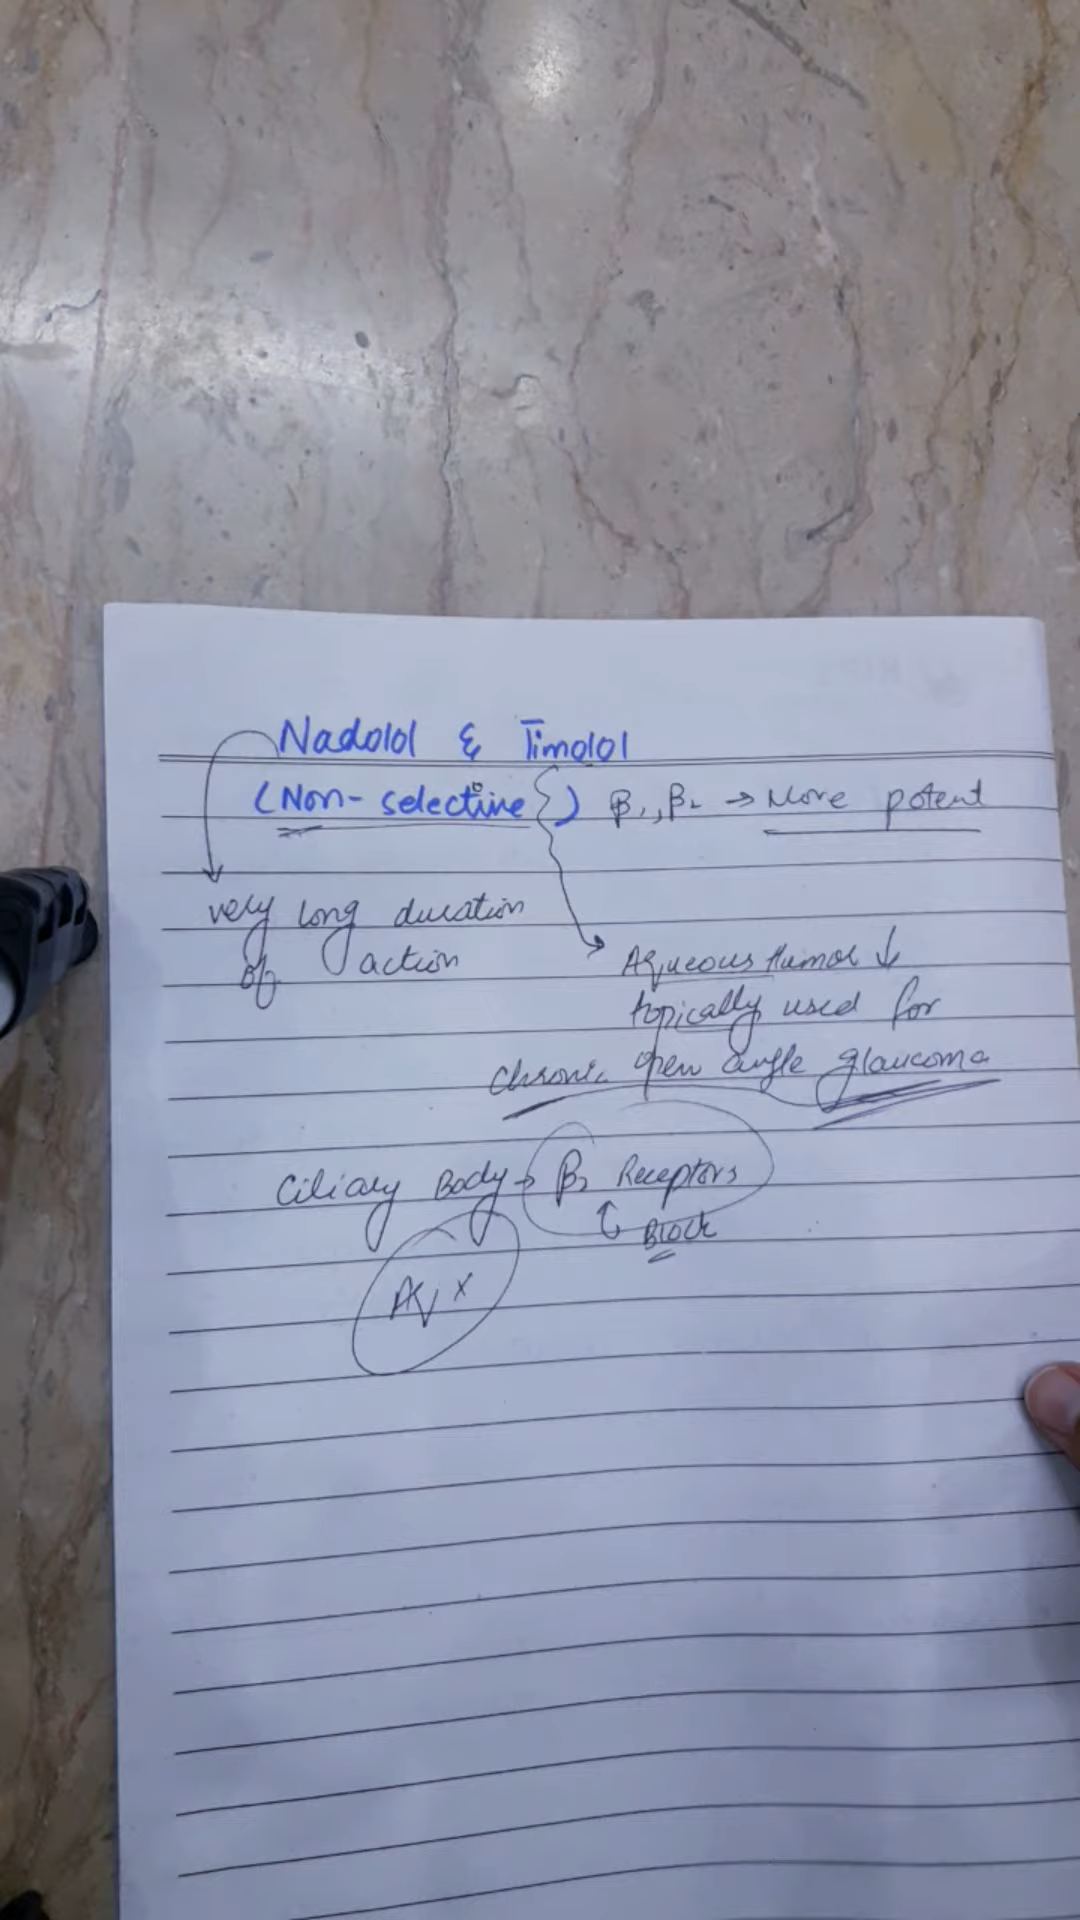 Nadolol & Timolol
(Non-selective) β1, β2 → More potent
very long duration
of action
Aqueous Humor ↓
topically used for
chronic open angle glaucoma
Ciliary Body → β2 Receptors
Block
Aq x